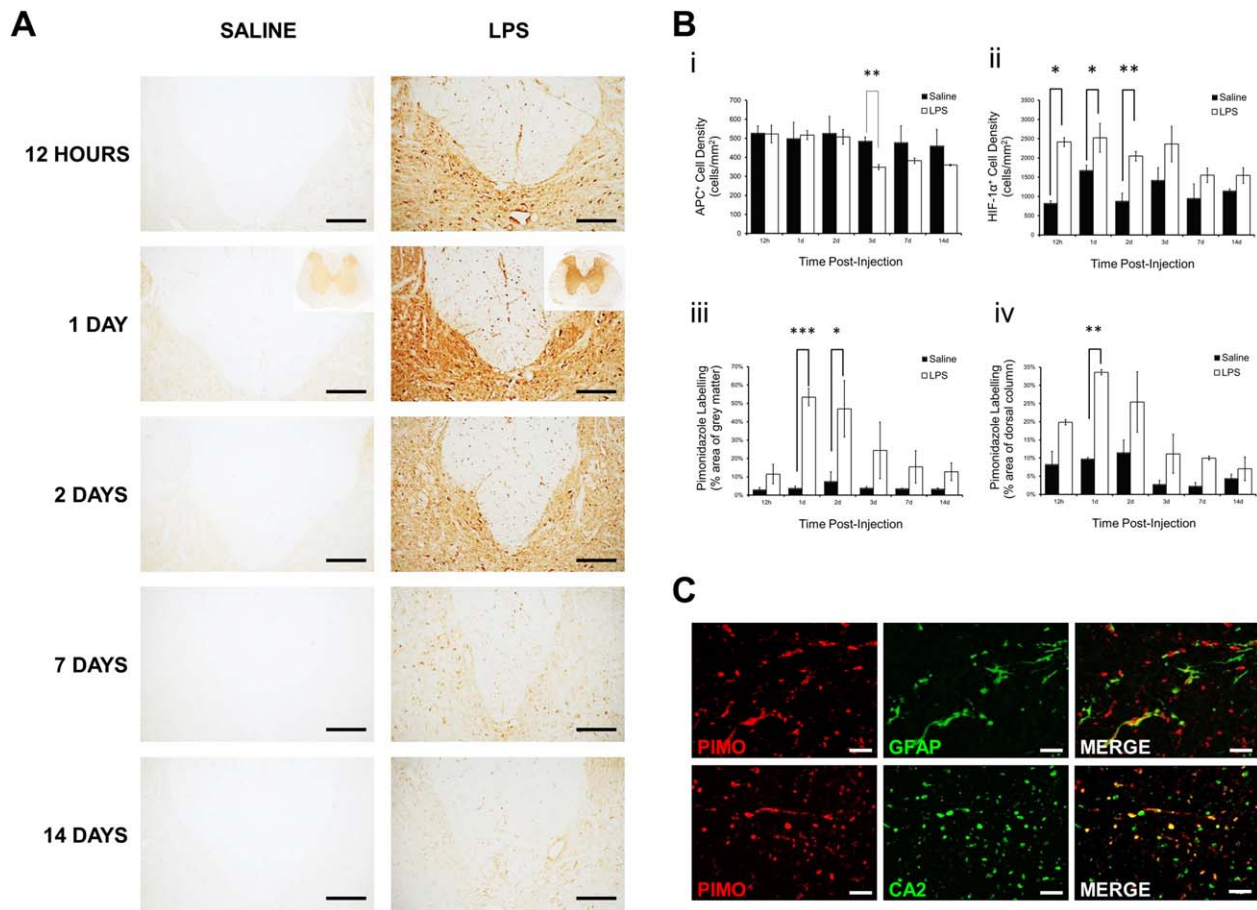 A
SALINE LPS
12 HOURS
1 DAY
2 DAYS
7 DAYS
14 DAYS
B
i
**
Saline
LPS
APC⁺ Cell Density
(cells/mm²)
700
600
500
400
300
200
100
0
12h 1d 2d 3d 7d 14d
Time Post-Injection
ii
* * **
Saline
LPS
HIF-1α⁺ Cell Density
(cells/mm²)
3500
3000
2500
2000
1500
1000
500
0
12h 1d 2d 3d 7d 14d
Time Post-Injection
iii
*** *
Saline
LPS
Pimonidazole Labelling
(% area of grey matter)
70%
60%
50%
40%
30%
20%
10%
0%
12h 1d 2d 3d 7d 14d
Time Post-Injection
iv
**
Saline
LPS
Pimonidazole Labelling
(% area of dorsal column)
35%
30%
25%
20%
15%
10%
5%
0%
12h 1d 2d 3d 7d 14d
Time Post-Injection
C
PIMO GFAP MERGE
PIMO CA2 MERGE